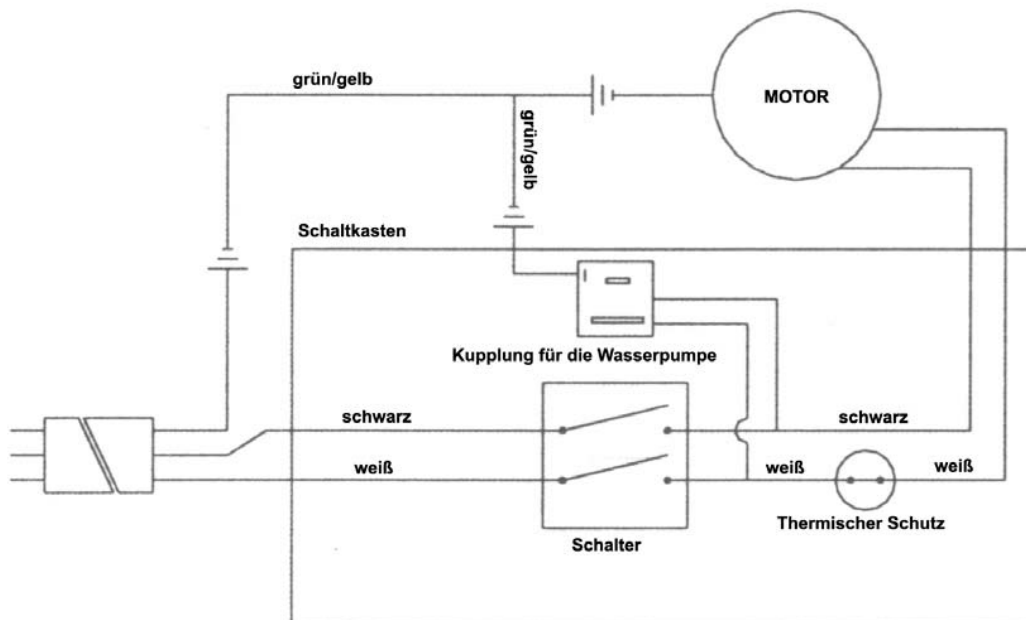 grün/gelb
MOTOR
grün/gelb
Schaltkasten
Kupplung für die Wasserpumpe
schwarz
schwarz
weiß
weiß
weiß
Thermischer Schutz
Schalter